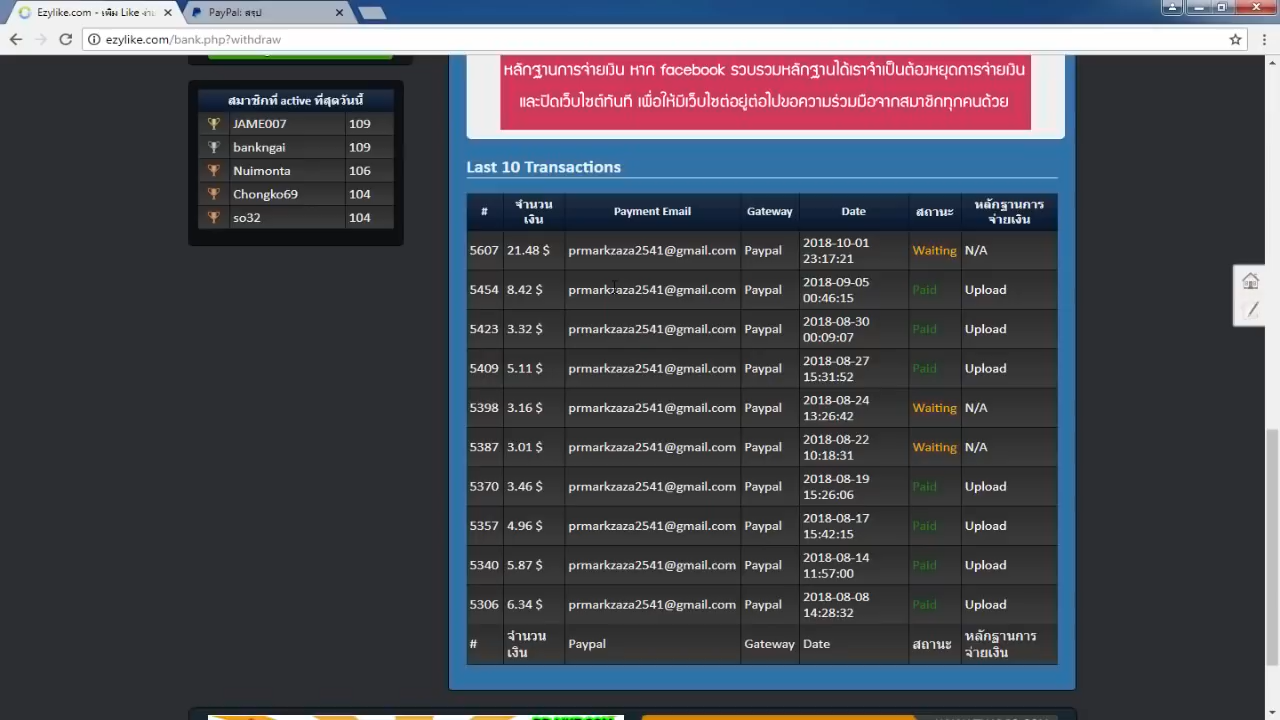 Ezylike.com - เพิ่ม Like ง่าย
PayPal: สรุป
ezylike.com/bank.php?withdraw
หลักฐานการจ่ายเงิน หาก facebook รวบรวมหลักฐานได้เราจำเป็นต้องหยุดการจ่ายเงิน
และปิดเว็บไซต์ทันที เพื่อให้มีเว็บไซต่อยู่ต่อไปขอความร่วมมือจากสมาชิกทุกคนด้วย
สมาชิกที่ active ที่สุดวันนี้
JAME007 109
bankngai 109
Nuimonta 106
Chongko69 104
so32 104
Last 10 Transactions
# จำนวนเงิน Payment Email Gateway Date สถานะ หลักฐานการจ่ายเงิน
5607 21.48 $ prmarkzaza2541@gmail.com Paypal 2018-10-01 23:17:21 Waiting N/A
5454 8.42 $ prmarkzaza2541@gmail.com Paypal 2018-09-05 00:46:15 Paid Upload
5423 3.32 $ prmarkzaza2541@gmail.com Paypal 2018-08-30 00:09:07 Paid Upload
5409 5.11 $ prmarkzaza2541@gmail.com Paypal 2018-08-27 15:31:52 Paid Upload
5398 3.16 $ prmarkzaza2541@gmail.com Paypal 2018-08-24 13:26:42 Waiting N/A
5387 3.01 $ prmarkzaza2541@gmail.com Paypal 2018-08-22 10:18:31 Waiting N/A
5370 3.46 $ prmarkzaza2541@gmail.com Paypal 2018-08-19 15:26:06 Paid Upload
5357 4.96 $ prmarkzaza2541@gmail.com Paypal 2018-08-17 15:42:15 Paid Upload
5340 5.87 $ prmarkzaza2541@gmail.com Paypal 2018-08-14 11:57:00 Paid Upload
5306 6.34 $ prmarkzaza2541@gmail.com Paypal 2018-08-08 14:28:32 Paid Upload
# จำนวนเงิน Paypal Gateway Date สถานะ หลักฐานการจ่ายเงิน